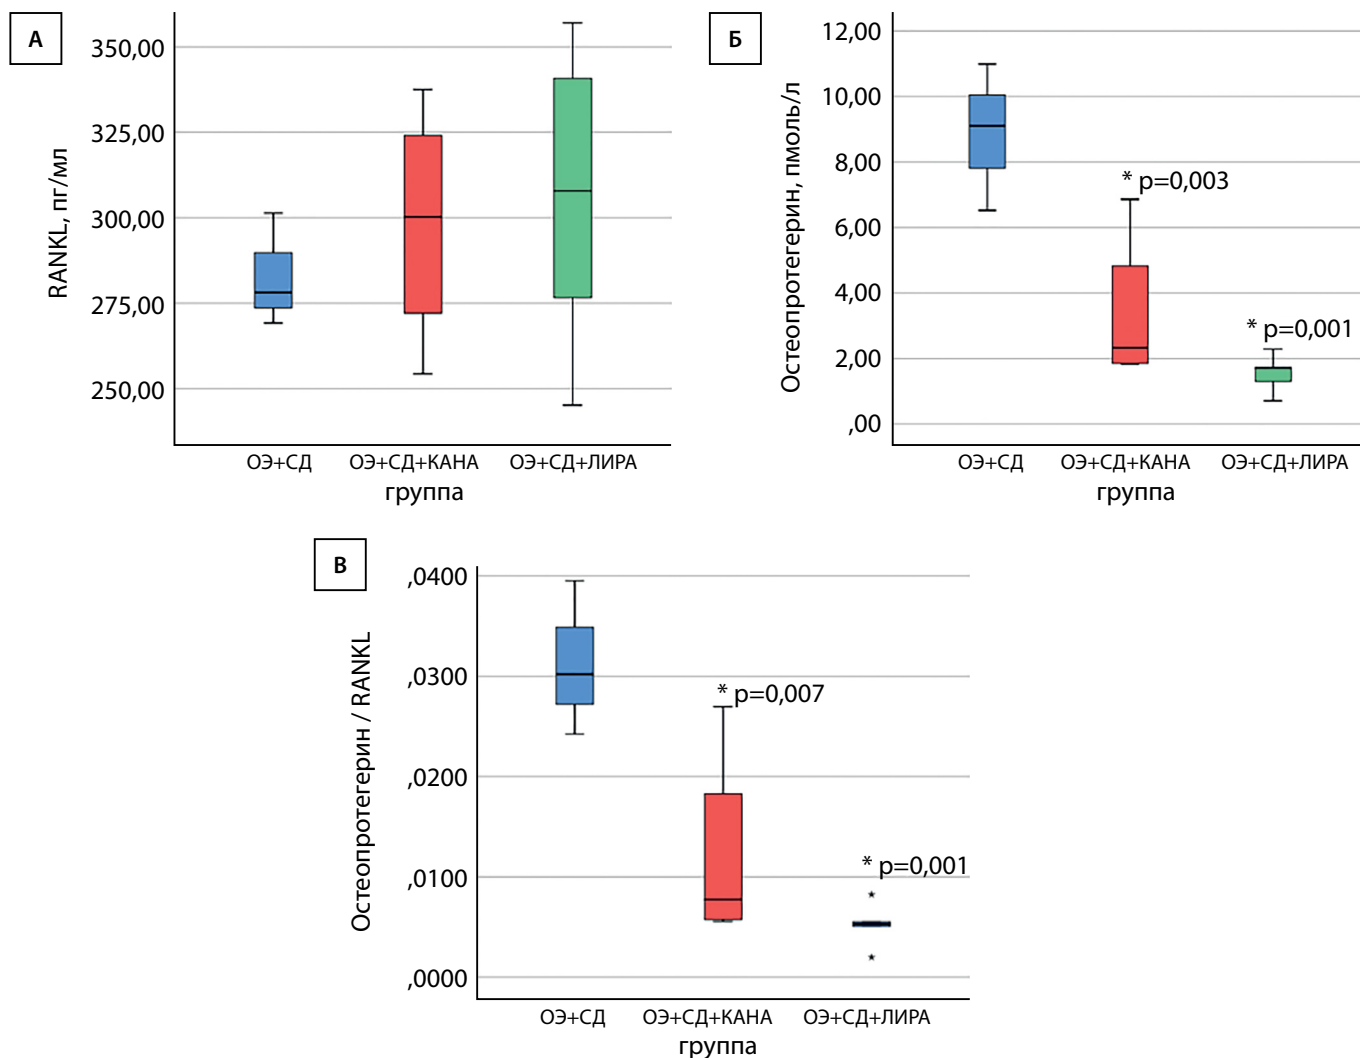 А
RANKL, пг/мл
350,00
325,00
300,00
275,00
250,00
ОЭ+СД ОЭ+СД+КАНА ОЭ+СД+ЛИРА
группа
Б
Остеопротегерин, пмоль/л
12,00
10,00
8,00
6,00
4,00
2,00
,00
* p=0,003
* p=0,001
ОЭ+СД ОЭ+СД+КАНА ОЭ+СД+ЛИРА
группа
В
Остеопротегерин / RANKL
,0400
,0300
,0200
,0100
,0000
* p=0,007
* p=0,001
ОЭ+СД ОЭ+СД+КАНА ОЭ+СД+ЛИРА
группа